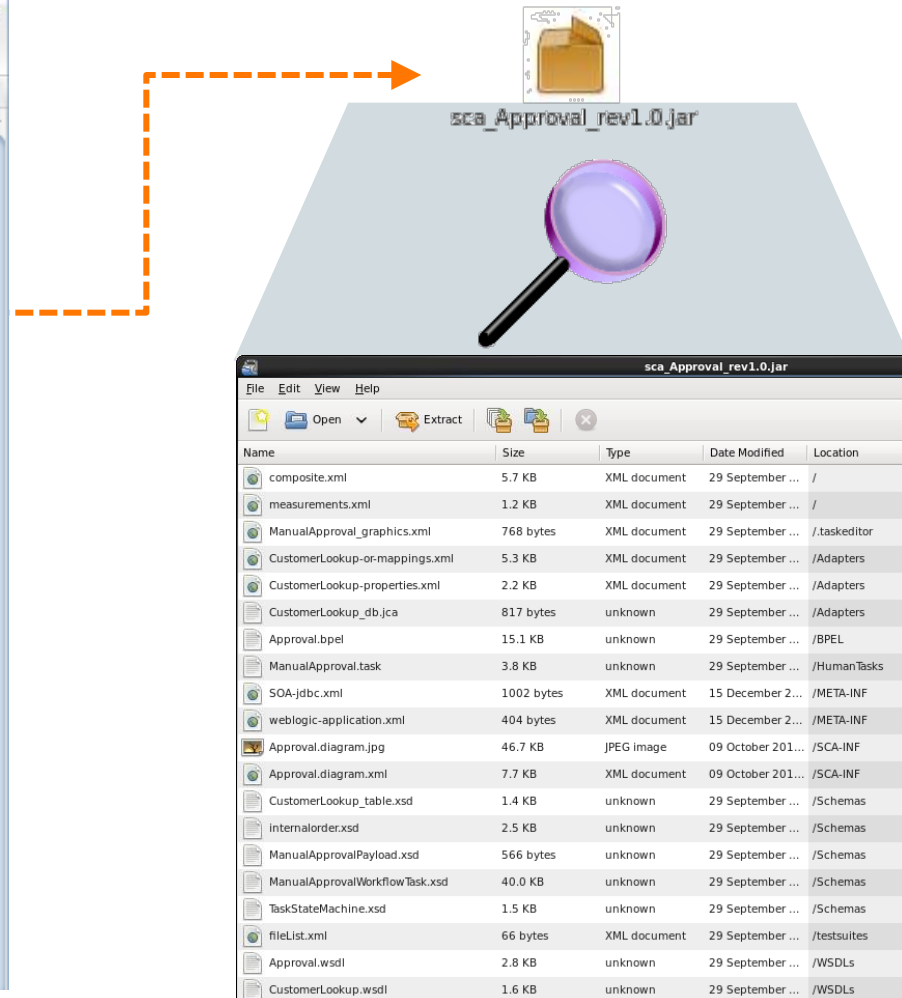 sca_Approval_rev1.0.jar
sca_Approval_rev1.0.jar
File Edit View Help
Open Extract
Name Size Type Date Modified Location
composite.xml 5.7 KB XML document 29 September ... /
measurements.xml 1.2 KB XML document 29 September ... /
ManualApproval_graphics.xml 768 bytes XML document 29 September ... /.taskeditor
CustomerLookup-or-mappings.xml 5.3 KB XML document 29 September ... /Adapters
CustomerLookup-properties.xml 2.2 KB XML document 29 September ... /Adapters
CustomerLookup_db.jca 817 bytes unknown 29 September ... /Adapters
Approval.bpel 15.1 KB unknown 29 September ... /BPEL
ManualApproval.task 3.8 KB unknown 29 September ... /HumanTasks
SOA-jdbc.xml 1002 bytes XML document 15 December 2... /META-INF
weblogic-application.xml 404 bytes XML document 15 December 2... /META-INF
Approval.diagram.jpg 46.7 KB JPEG image 09 October 201... /SCA-INF
Approval.diagram.xml 7.7 KB XML document 09 October 201... /SCA-INF
CustomerLookup_table.xsd 1.4 KB unknown 29 September ... /Schemas
internalorder.xsd 2.5 KB unknown 29 September ... /Schemas
ManualApprovalPayload.xsd 566 bytes unknown 29 September ... /Schemas
ManualApprovalWorkflowTask.xsd 40.0 KB unknown 29 September ... /Schemas
TaskStateMachine.xsd 1.5 KB unknown 29 September ... /Schemas
fileList.xml 66 bytes XML document 29 September ... /testsuites
Approval.wsdl 2.8 KB unknown 29 September ... /WSDLs
CustomerLookup.wsdl 1.6 KB unknown 29 September ... /WSDLs